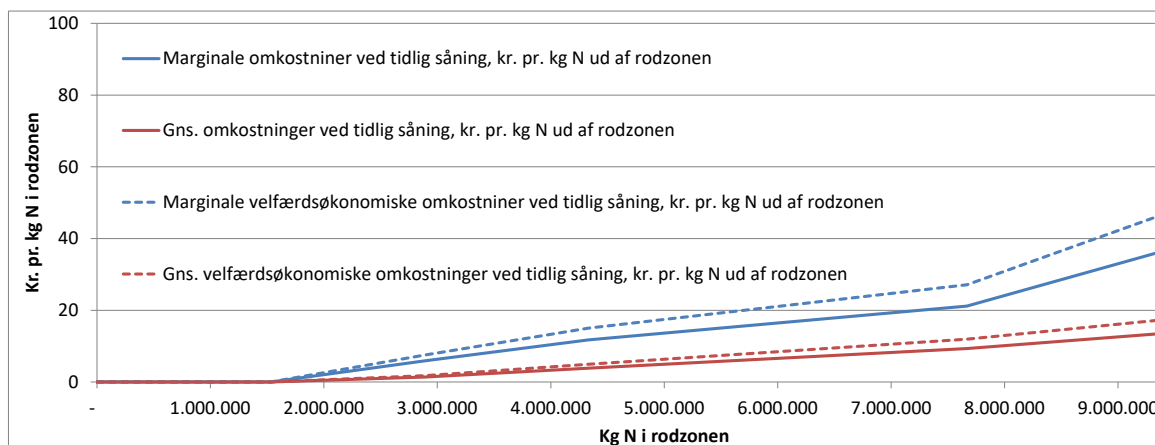 100
80
60
40
20
0
Kr. pr. kg N i rodzonen
Marginale omkostniner ved tidlig såning, kr. pr. kg N ud af rodzonen
Gns. omkostninger ved tidlig såning, kr. pr. kg N ud af rodzonen
Marginale velfærdsøkonomiske omkostniner ved tidlig såning, kr. pr. kg N ud af rodzonen
Gns. velfærdsøkonomiske omkostninger ved tidlig såning, kr. pr. kg N ud af rodzonen
- 1.000.000 2.000.000 3.000.000 4.000.000 5.000.000 6.000.000 7.000.000 8.000.000 9.000.000
Kg N i rodzonen